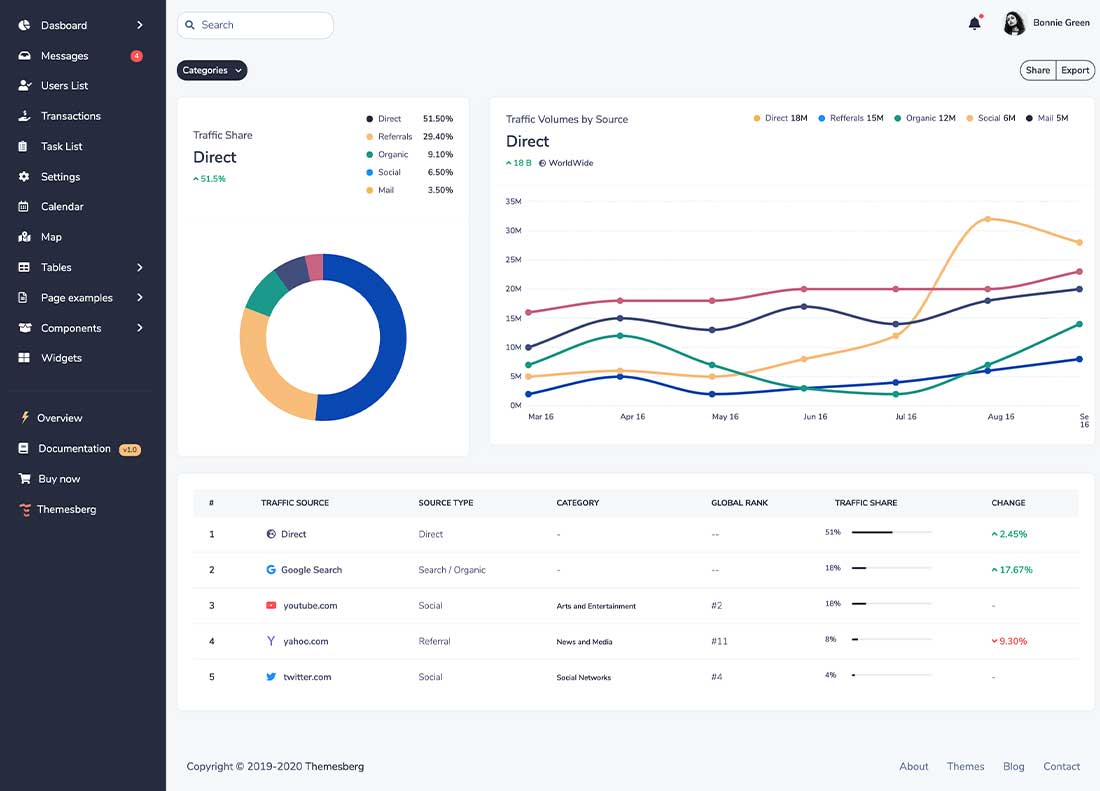 Dasboard
Messages 4
Users List
Transactions
Task List
Settings
Calendar
Map
Tables
Page examples
Components
Widgets
Overview
Documentation v1.0
Buy now
Themesberg
Search
Bonnie Green
Categories
Share Export
Traffic Share
Direct
51.5%
Direct 51.50%
Referrals 29.40%
Organic 9.10%
Social 6.50%
Mail 3.50%
Traffic Volumes by Source
Direct
18 B WorldWide
Direct 18M Refferals 15M Organic 12M Social 6M Mail 5M
35M
30M
25M
20M
15M
10M
5M
0M
Mar 16 Apr 16 May 16 Jun 16 Jul 16 Aug 16 Se
16
# TRAFFIC SOURCE SOURCE TYPE CATEGORY GLOBAL RANK TRAFFIC SHARE CHANGE
1 Direct Direct - -- 51% 2.45%
2 Google Search Search / Organic - -- 18% 17.67%
3 youtube.com Social Arts and Entertainment #2 18% -
4 yahoo.com Referral News and Media #11 8% 9.30%
5 twitter.com Social Social Networks #4 4% -
Copyright © 2019-2020 Themesberg
About Themes Blog Contact